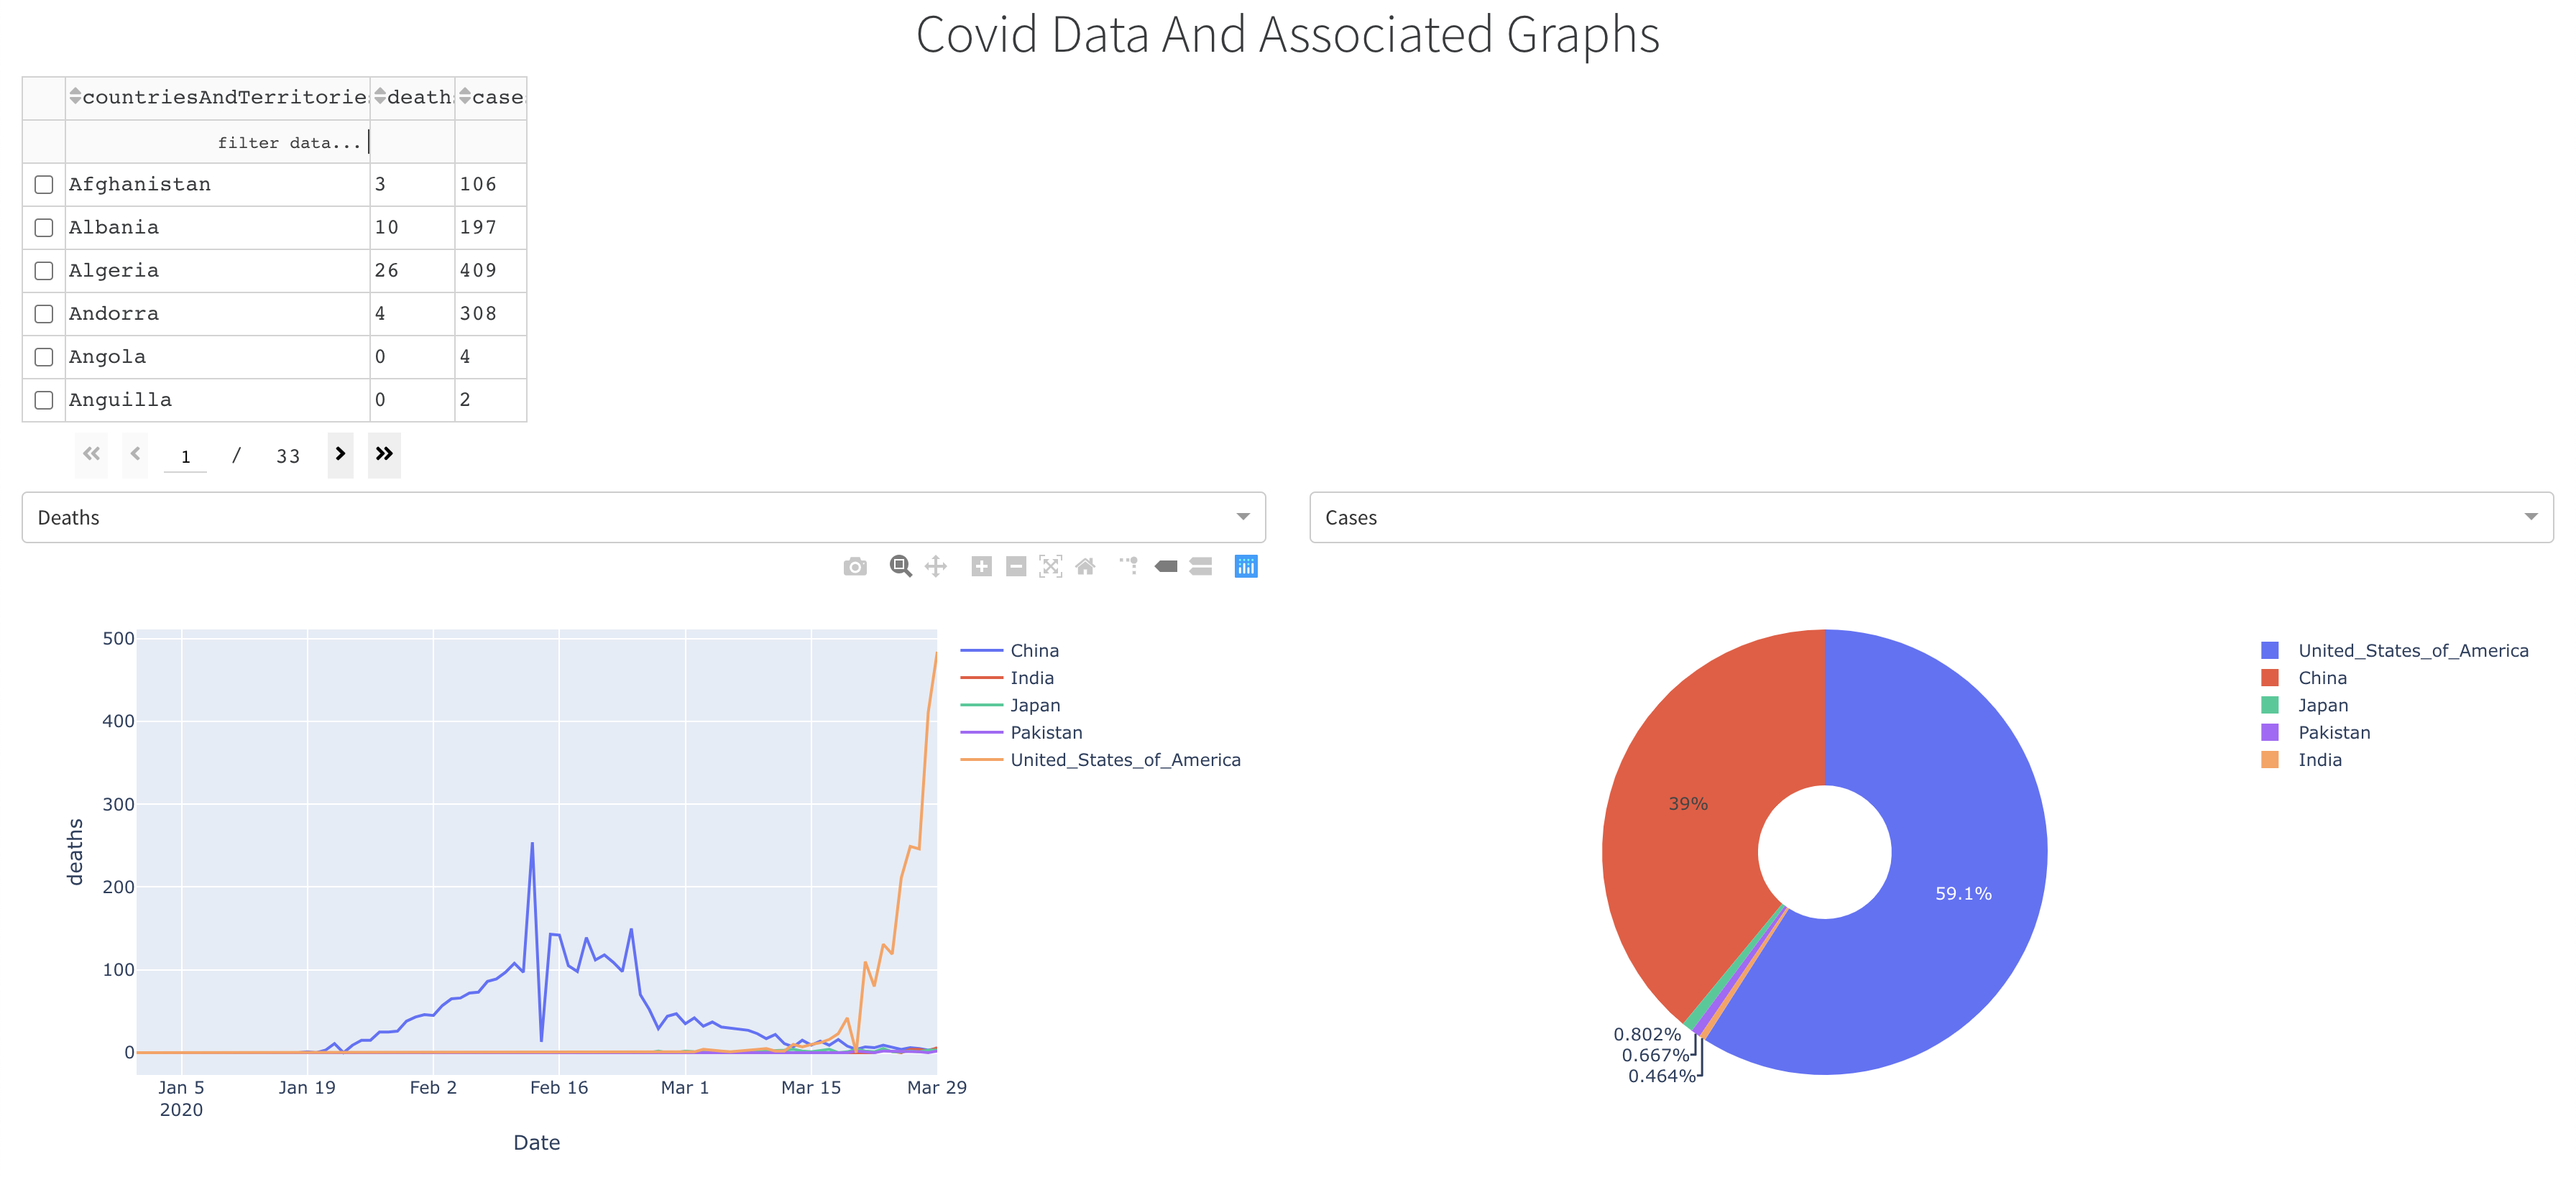 Covid Data And Associated Graphs
countriesAndTerritories death case
filter data...
Afghanistan 3 106
Albania 10 197
Algeria 26 409
Andorra 4 308
Angola 0 4
Anguilla 0 2
1 / 33
Deaths
Cases
500
400
300
200
100
0
deaths
Jan 5 Jan 19 Feb 2 Feb 16 Mar 1 Mar 15 Mar 29
2020
Date
China
India
Japan
Pakistan
United_States_of_America
39%
59.1%
0.802%
0.667%
0.464%
United_States_of_America
China
Japan
Pakistan
India